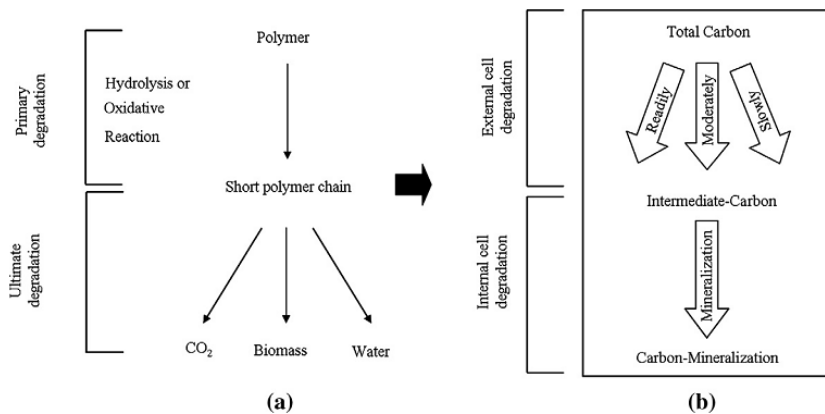 Polymer
Primary
degradation
Hydrolysis or
Oxidative
Reaction
Short polymer chain
Ultimate
degradation
CO₂
Biomass
Water
(a)
External cell
degradation
Total Carbon
Readily
Moderately
Slowly
Intermediate-Carbon
Internal cell
degradation
Mineralization
Carbon-Mineralization
(b)